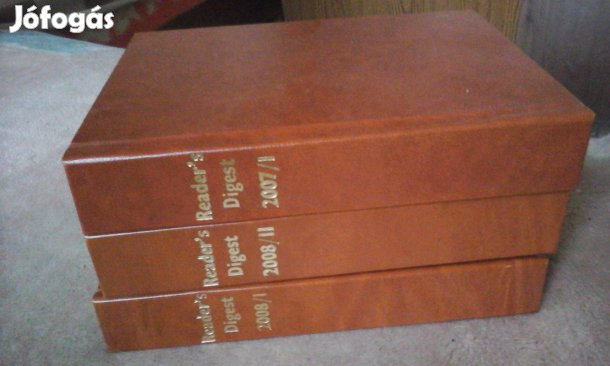 Jófogás
Reader's
Digest
2007/I
Reader's
Digest
2008/II
Reader's
Digest
2008/I